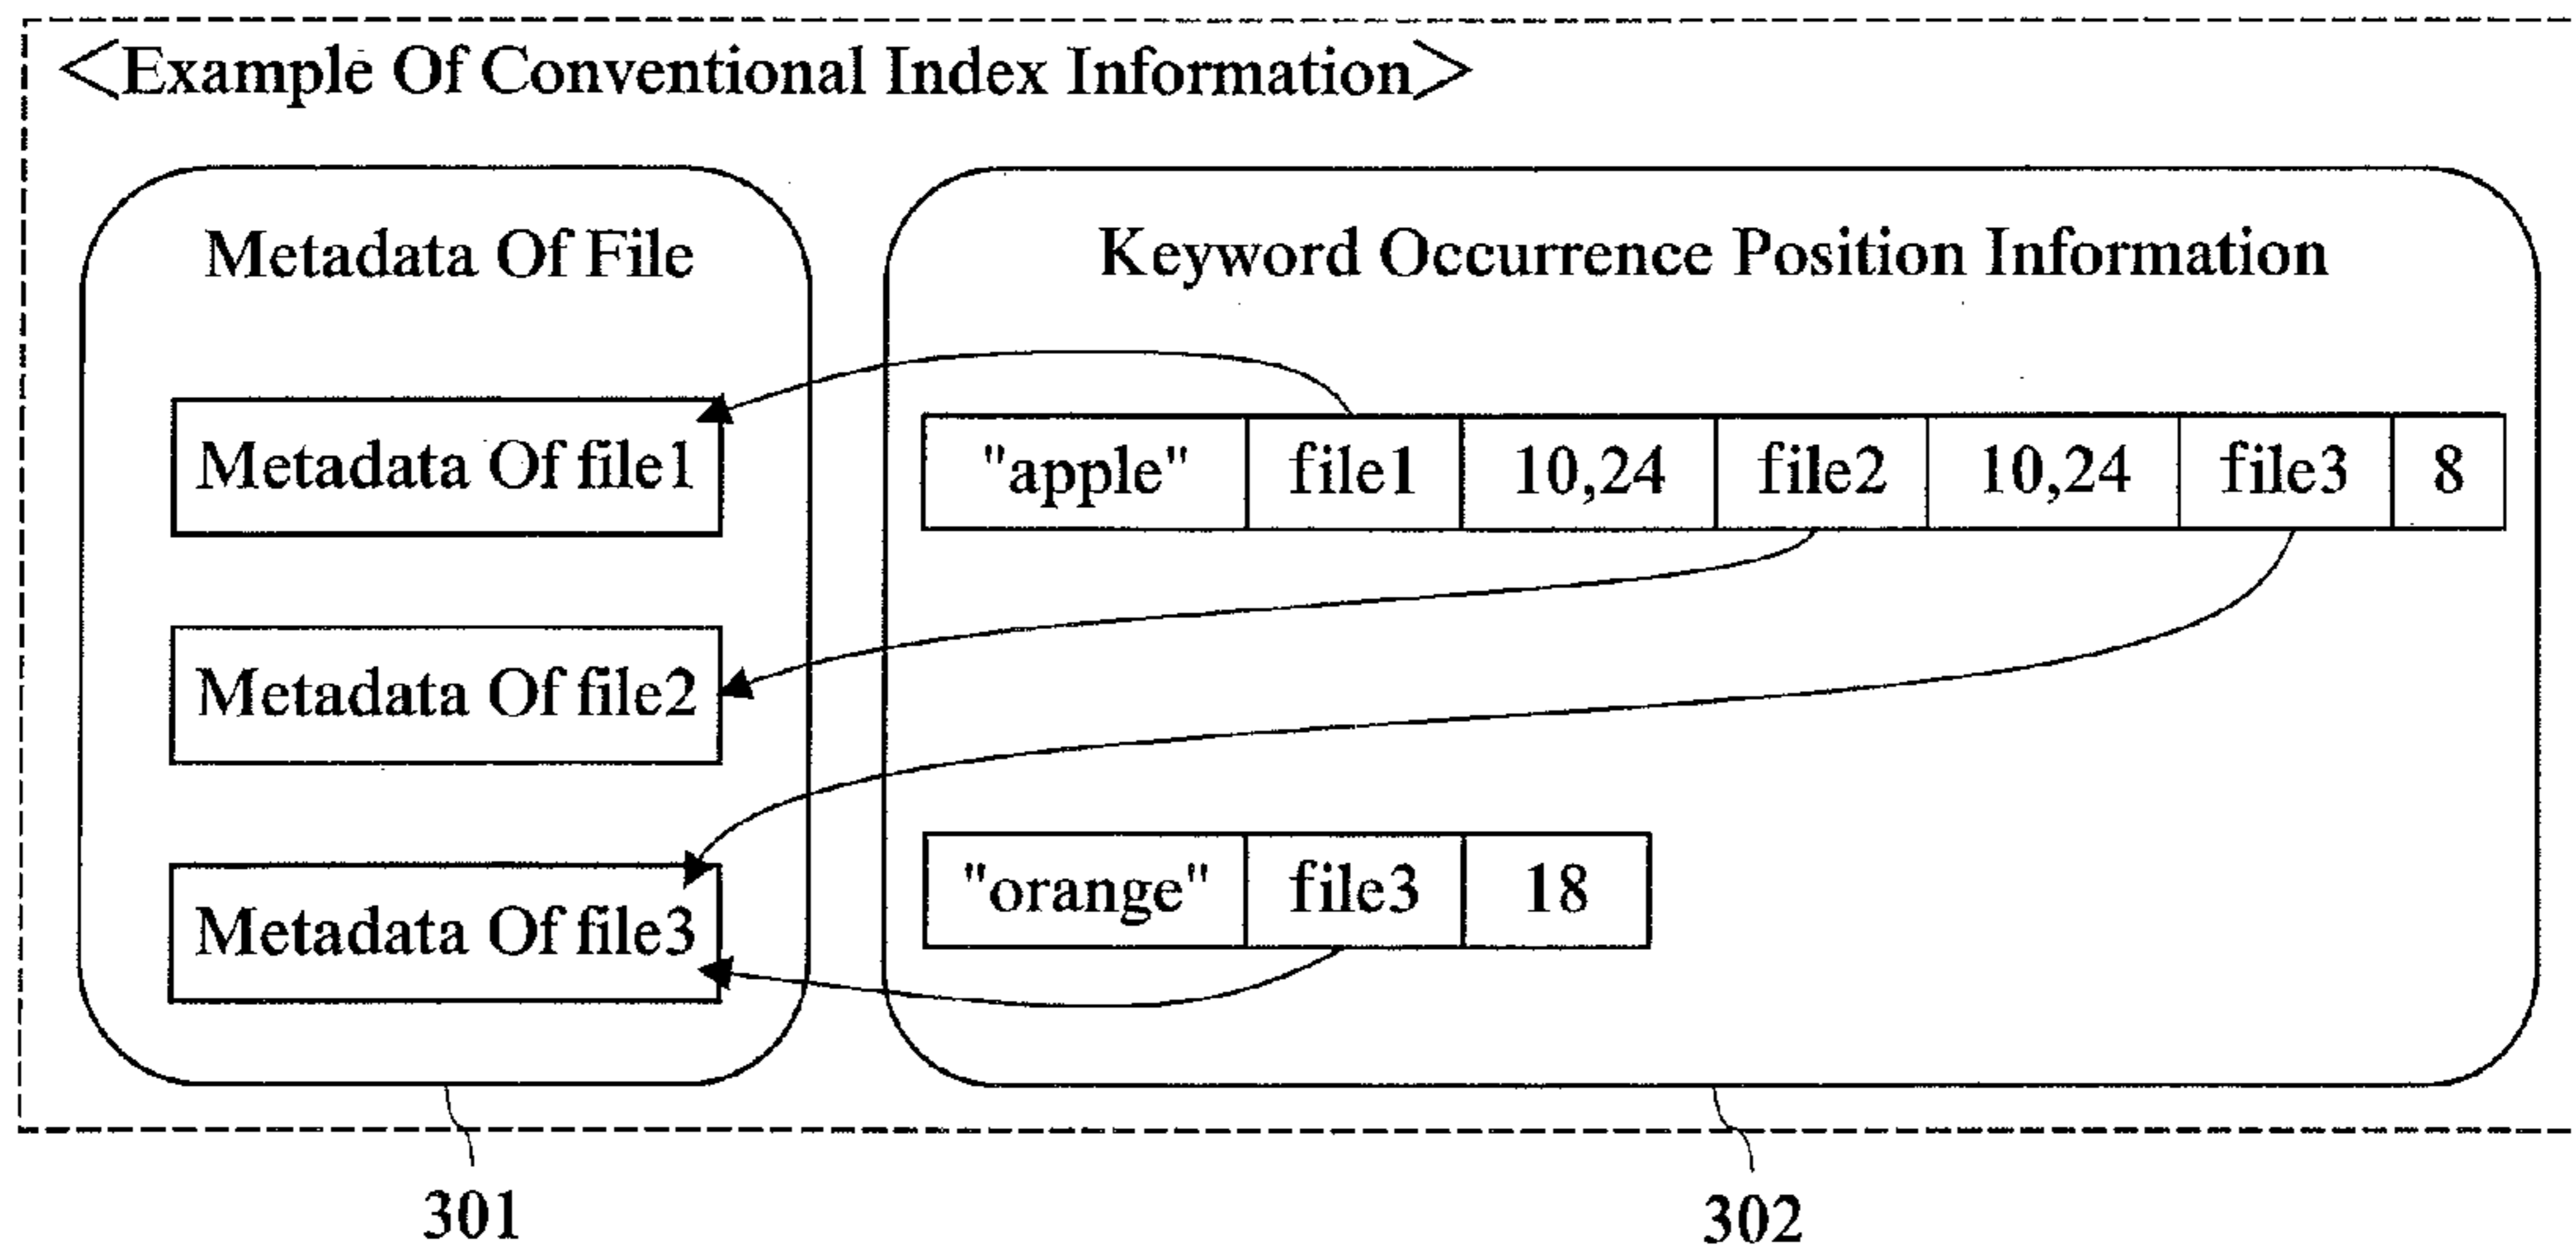 <Example Of Conventional Index Information>
Metadata Of File
Metadata Of file1
Metadata Of file2
Metadata Of file3
Keyword Occurrence Position Information
"apple" file1 10,24 file2 10,24 file3 8
"orange" file3 18
301
302